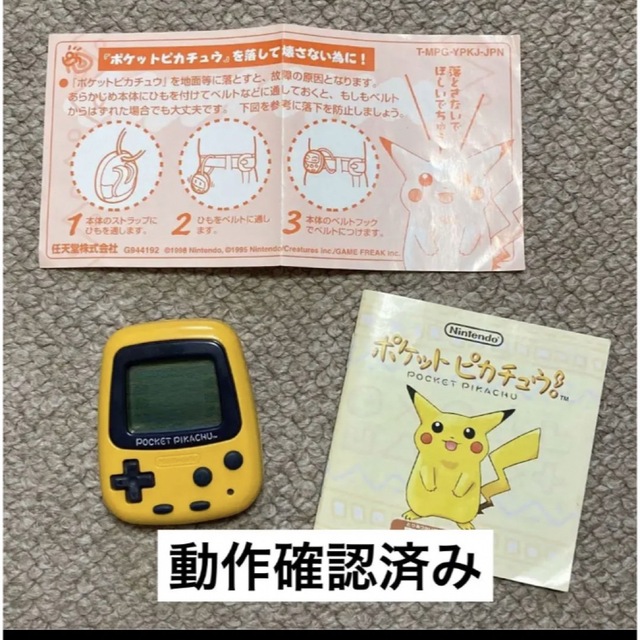 『ポケットピカチュウ』を落して壊さない為に!
T-MPG-YPKJ-JPN
●『ポケットピカチュウ』を地面等に落とすと、故障の原因となります。
あらかじめ本体にひもを付けてベルトなどに通しておくと、もしもベルト
からはずれた場合でも大丈夫です。 下図を参考に落下を防止しましょう。
落とさないで
ほしいでちゅ
1 本体のストラップに
ひもを通します。
2 ひもをベルトに通し
ます。
3 本体のベルトフック
でベルトにつけます。
任天堂株式会社 G944192 ©1998 Nintendo, ©1995 Nintendo/Creatures inc./GAME FREAK inc.
POCKET PIKACHU™
Nintendo
Nintendo
ポケットピカチュウ!
POCKET PIKACHU™
動作確認済み